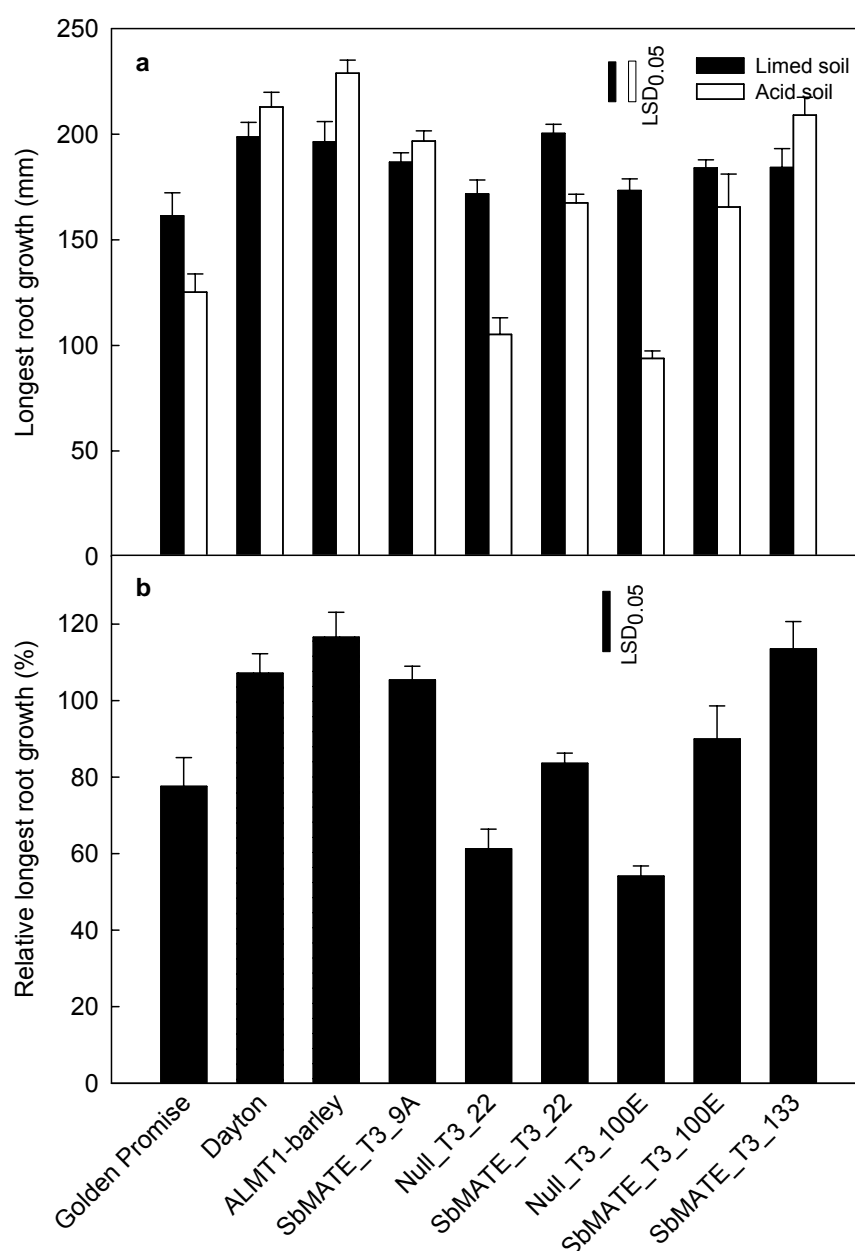 a
LSD0.05
Limed soil
Acid soil
Longest root growth (mm)
250
200
150
100
50
0
b
LSD0.05
Relative longest root growth (%)
120
100
80
60
40
20
0
Golden Promise
Dayton
ALMT1-barley
SbMATE_T3_9A
Null_T3_22
SbMATE_T3_22
Null_T3_100E
SbMATE_T3_100E
SbMATE_T3_133